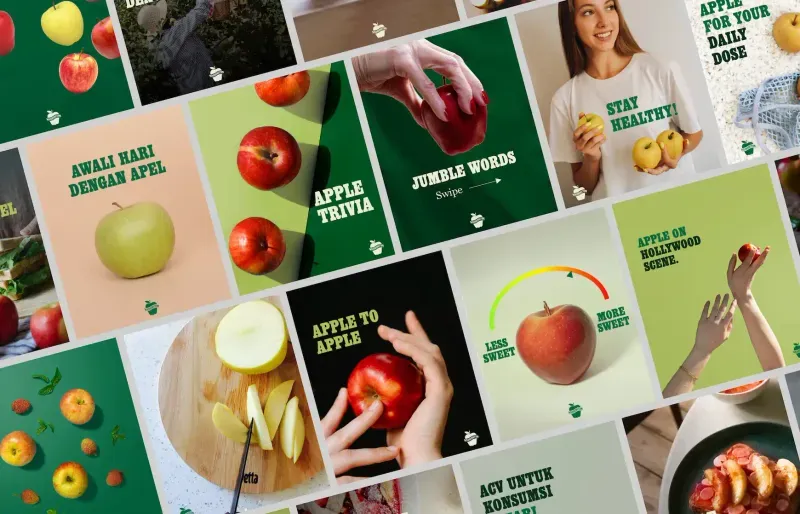 APPLE
FOR YOUR
DAILY
DOSE
STAY
HEALTHY!
JUMBLE WORDS
Swipe
APPLE
TRIVIA
AWALI HARI
DENGAN APEL
APPLE ON
HOLLYWOOD
SCENE.
LESS
SWEET
MORE
SWEET
APPLE TO
APPLE
ACV UNTUK
KONSUMSI